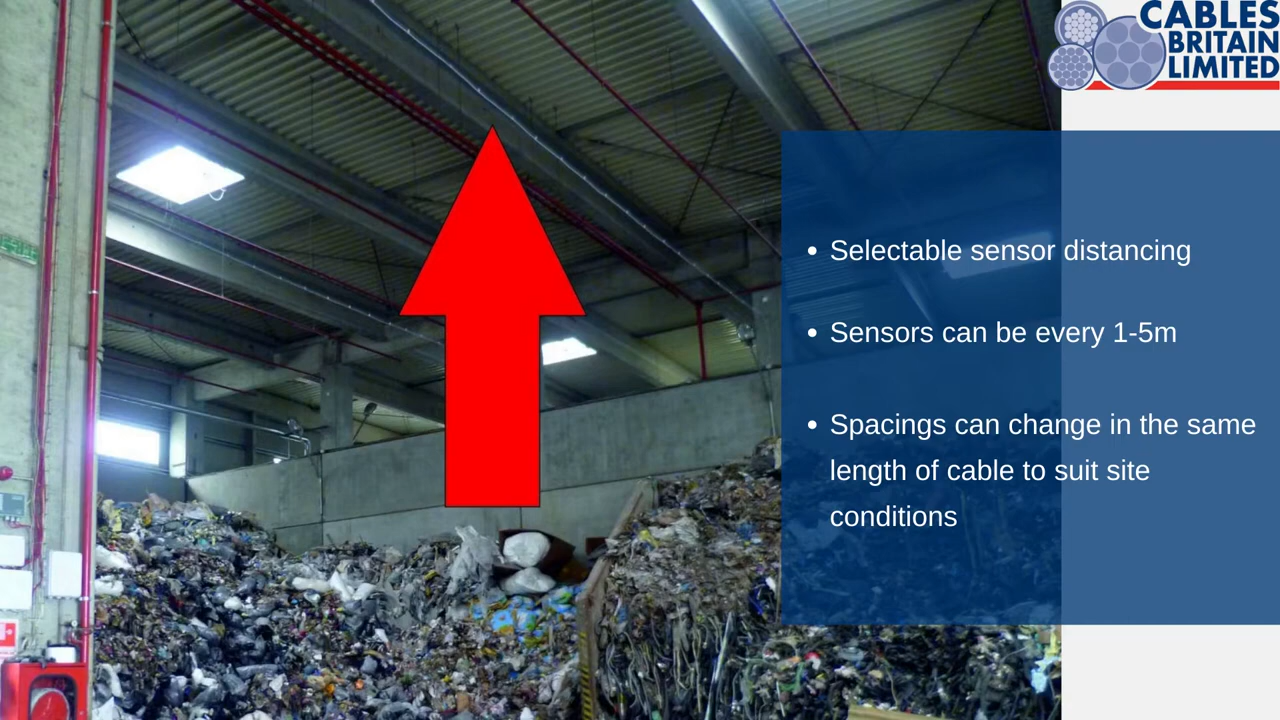 CABLES
BRITAIN
LIMITED
• Selectable sensor distancing
• Sensors can be every 1-5m
• Spacings can change in the same
length of cable to suit site
conditions